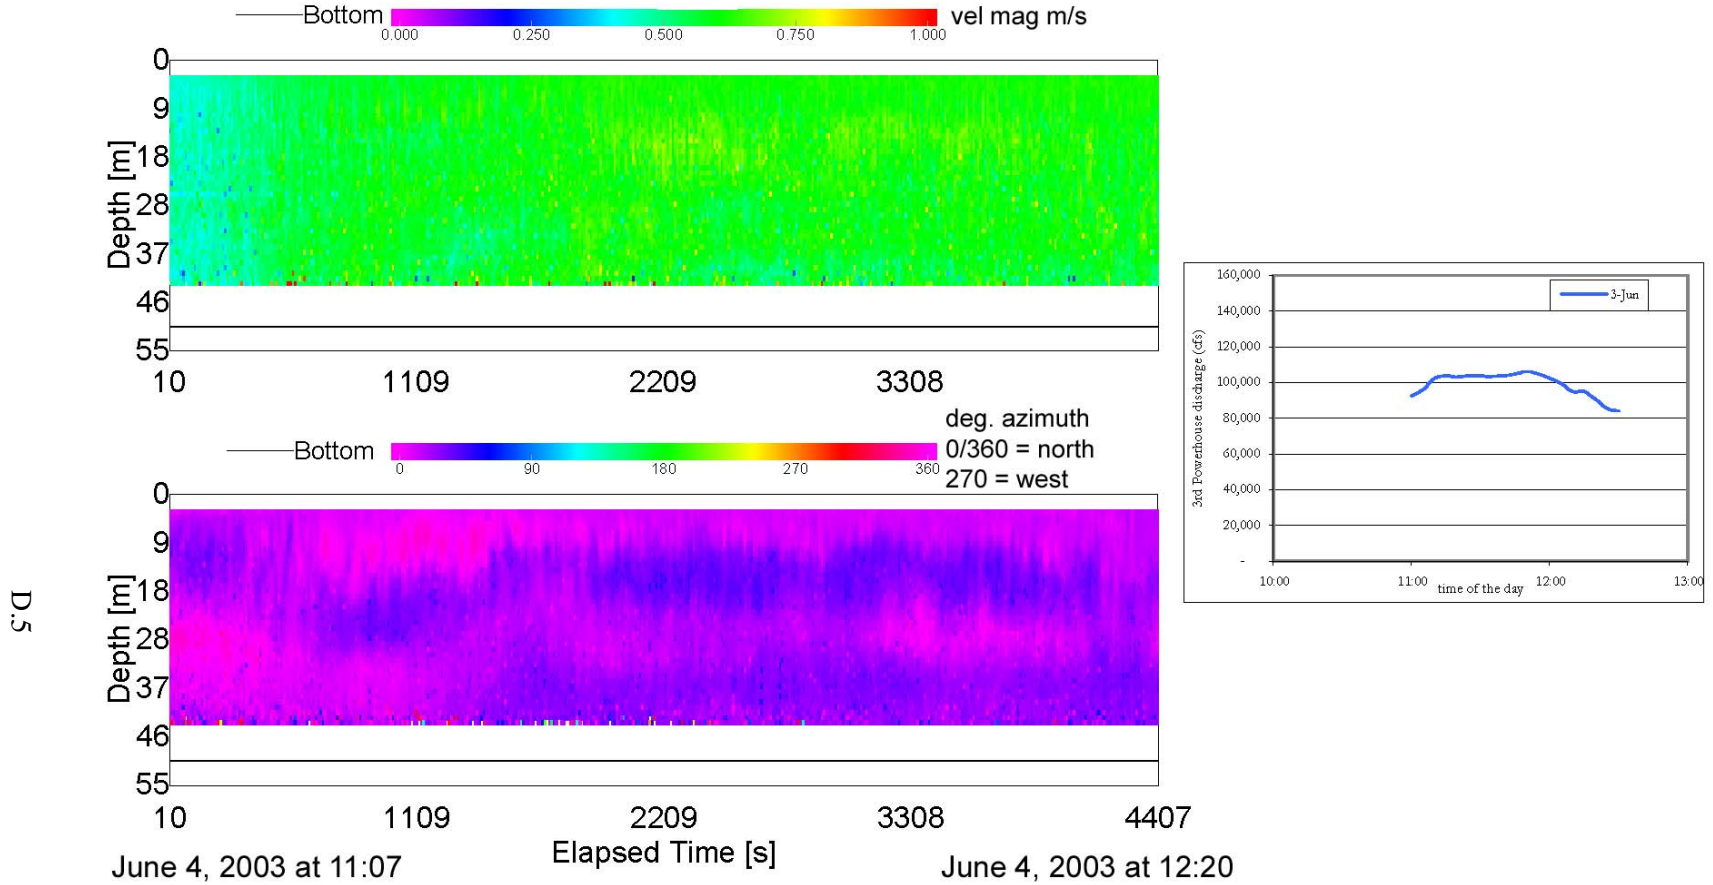 Bottom
vel mag m/s
0.000 0.250 0.500 0.750 1.000
0
9
18
28
37
46
55
Depth [m]
10 1109 2209 3308
Bottom
deg. azimuth
0/360 = north
270 = west
0 90 180 270 360
0
9
18
28
37
46
55
Depth [m]
10 1109 2209 3308 4407
Elapsed Time [s]
June 4, 2003 at 11:07
June 4, 2003 at 12:20
160,000
140,000
120,000
100,000
80,000
60,000
40,000
20,000
-
3rd Powerhouse discharge (cfs)
3-Jun
10:00 11:00 12:00 13:00
time of the day
D.5